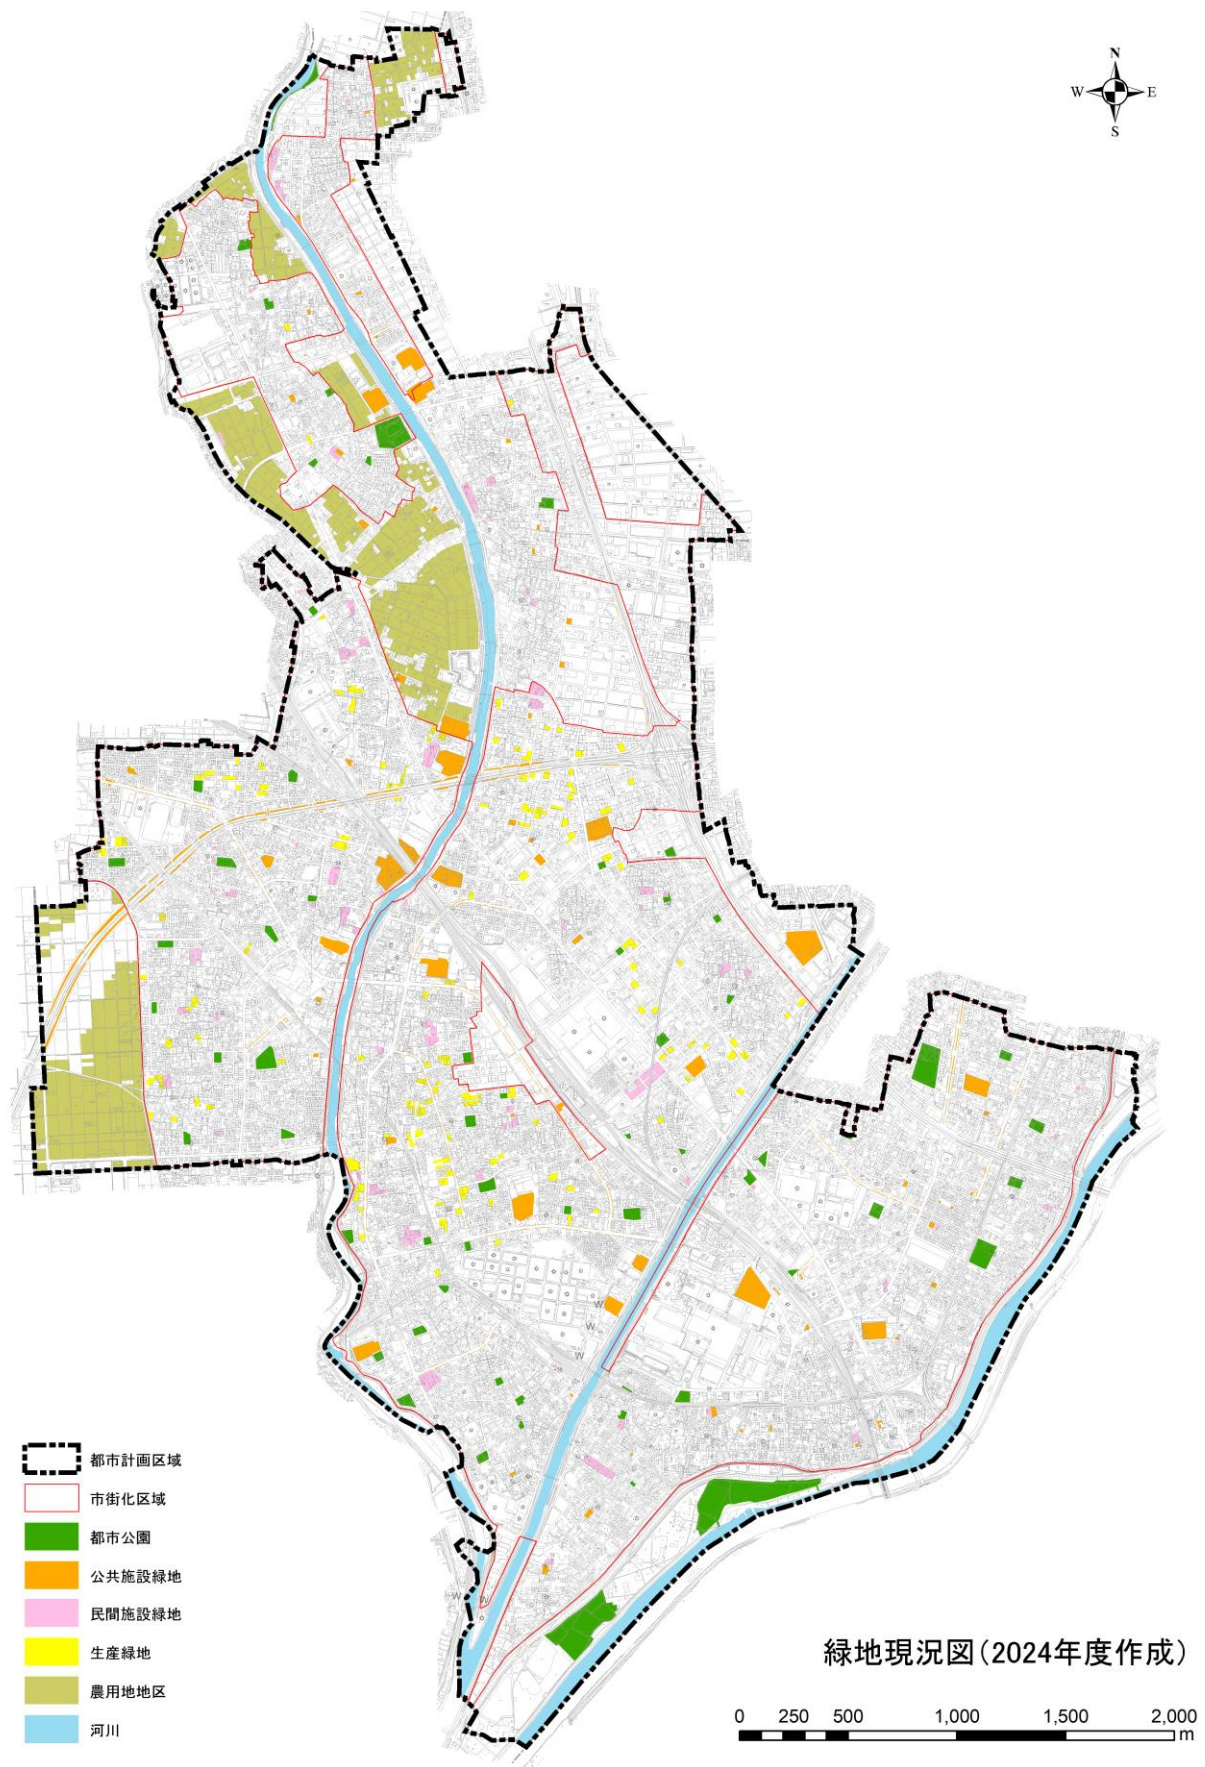 N
W
E
S
W
W
W
W
W
都市計画区域
市街化区域
都市公園
公共施設緑地
民間施設緑地
生産緑地
農用地地区
河川
緑地現況図(2024年度作成)
0 250 500 1,000 1,500 2,000
m